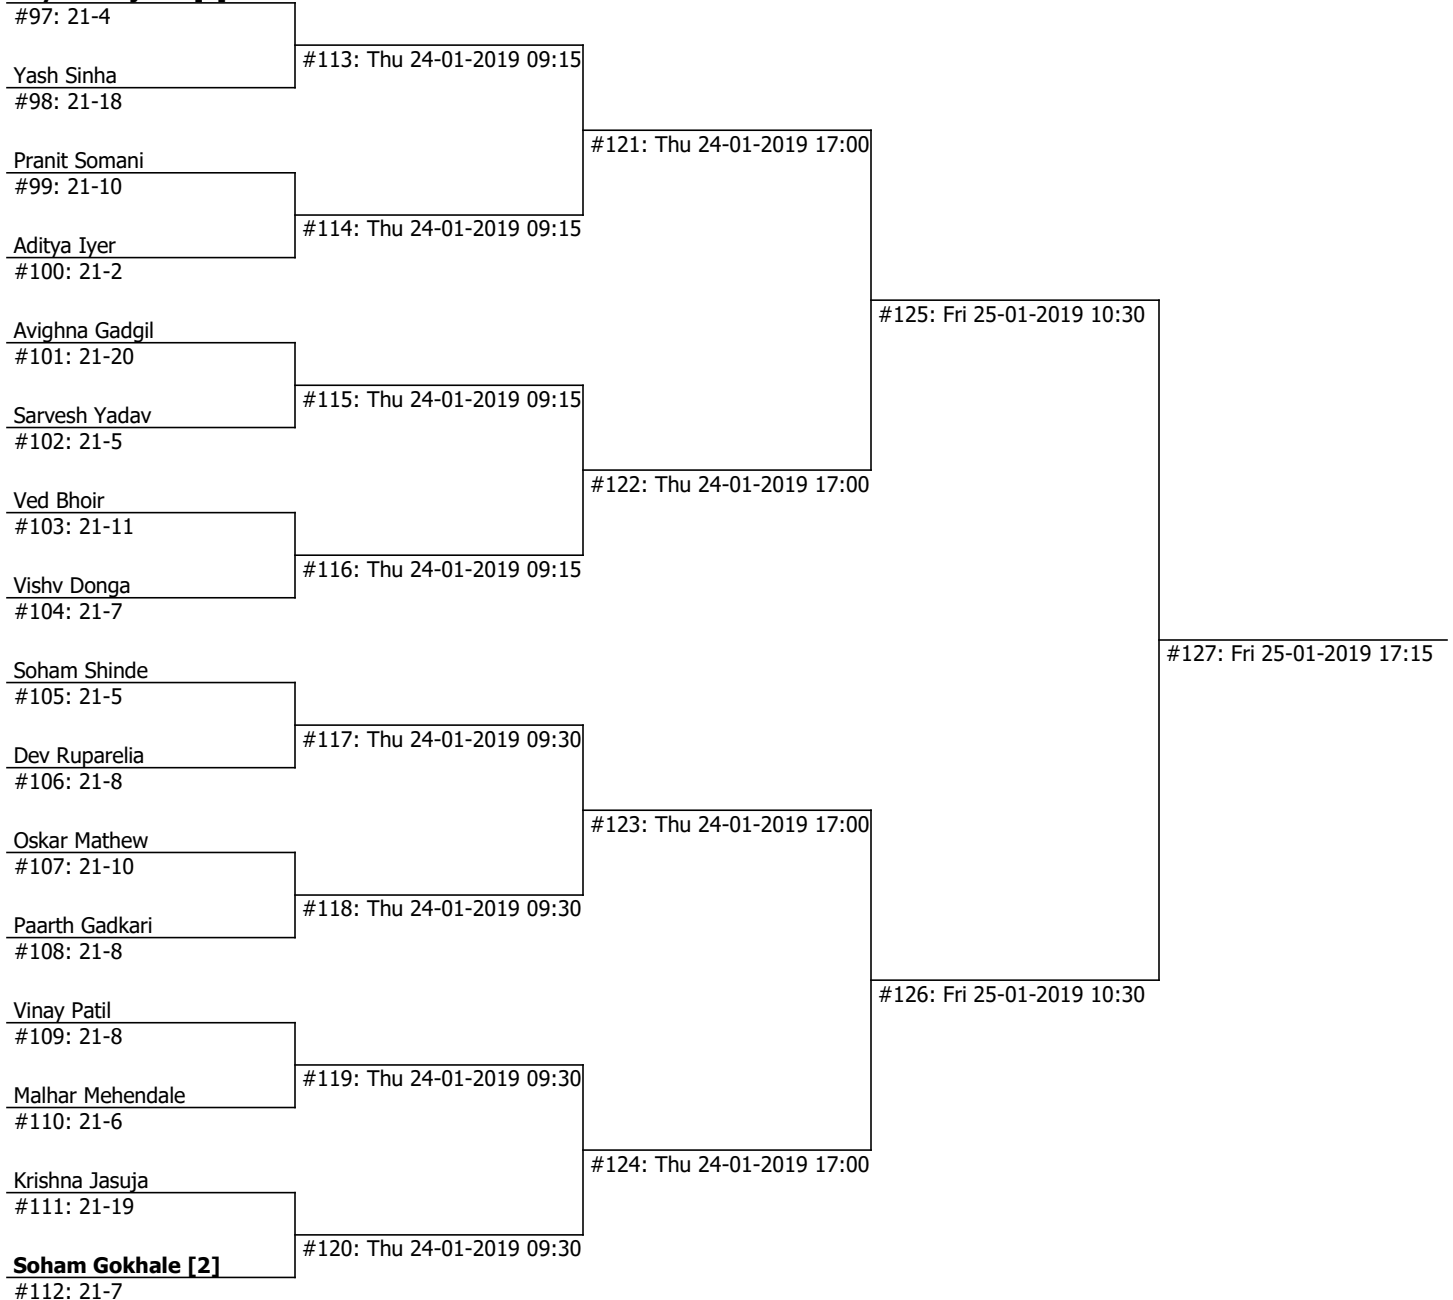 #97: 21-4
#113: Thu 24-01-2019 09:15
Yash Sinha
#98: 21-18
#121: Thu 24-01-2019 17:00
Pranit Somani
#99: 21-10
#114: Thu 24-01-2019 09:15
Aditya Iyer
#100: 21-2
#125: Fri 25-01-2019 10:30
Avighna Gadgil
#101: 21-20
#115: Thu 24-01-2019 09:15
Sarvesh Yadav
#102: 21-5
#122: Thu 24-01-2019 17:00
Ved Bhoir
#103: 21-11
#116: Thu 24-01-2019 09:15
Vishv Donga
#104: 21-7
#127: Fri 25-01-2019 17:15
Soham Shinde
#105: 21-5
#117: Thu 24-01-2019 09:30
Dev Ruparelia
#106: 21-8
#123: Thu 24-01-2019 17:00
Oskar Mathew
#107: 21-10
#118: Thu 24-01-2019 09:30
Paarth Gadkari
#108: 21-8
#126: Fri 25-01-2019 10:30
Vinay Patil
#109: 21-8
#119: Thu 24-01-2019 09:30
Malhar Mehendale
#110: 21-6
#124: Thu 24-01-2019 17:00
Krishna Jasuja
#111: 21-19
#120: Thu 24-01-2019 09:30
Soham Gokhale [2]
#112: 21-7